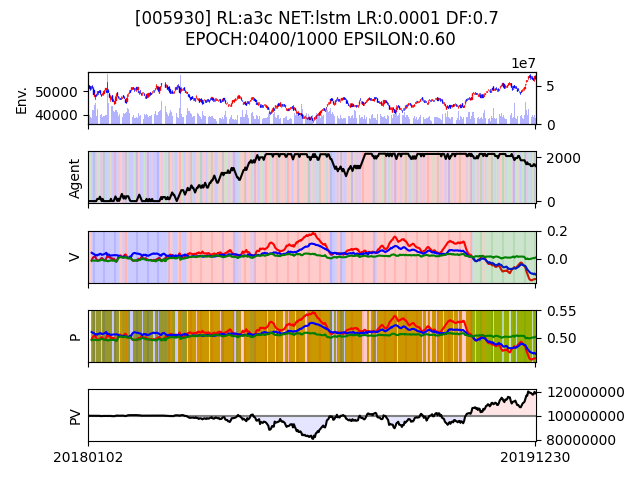 [005930] RL:a3c NET:lstm LR:0.0001 DF:0.7
EPOCH:0400/1000 EPSILON:0.60
1e7
Env.
50000
40000
5
0
Agent
2000
0
V
0.2
0.0
P
0.55
0.50
PV
120000000
100000000
80000000
20180102
20191230